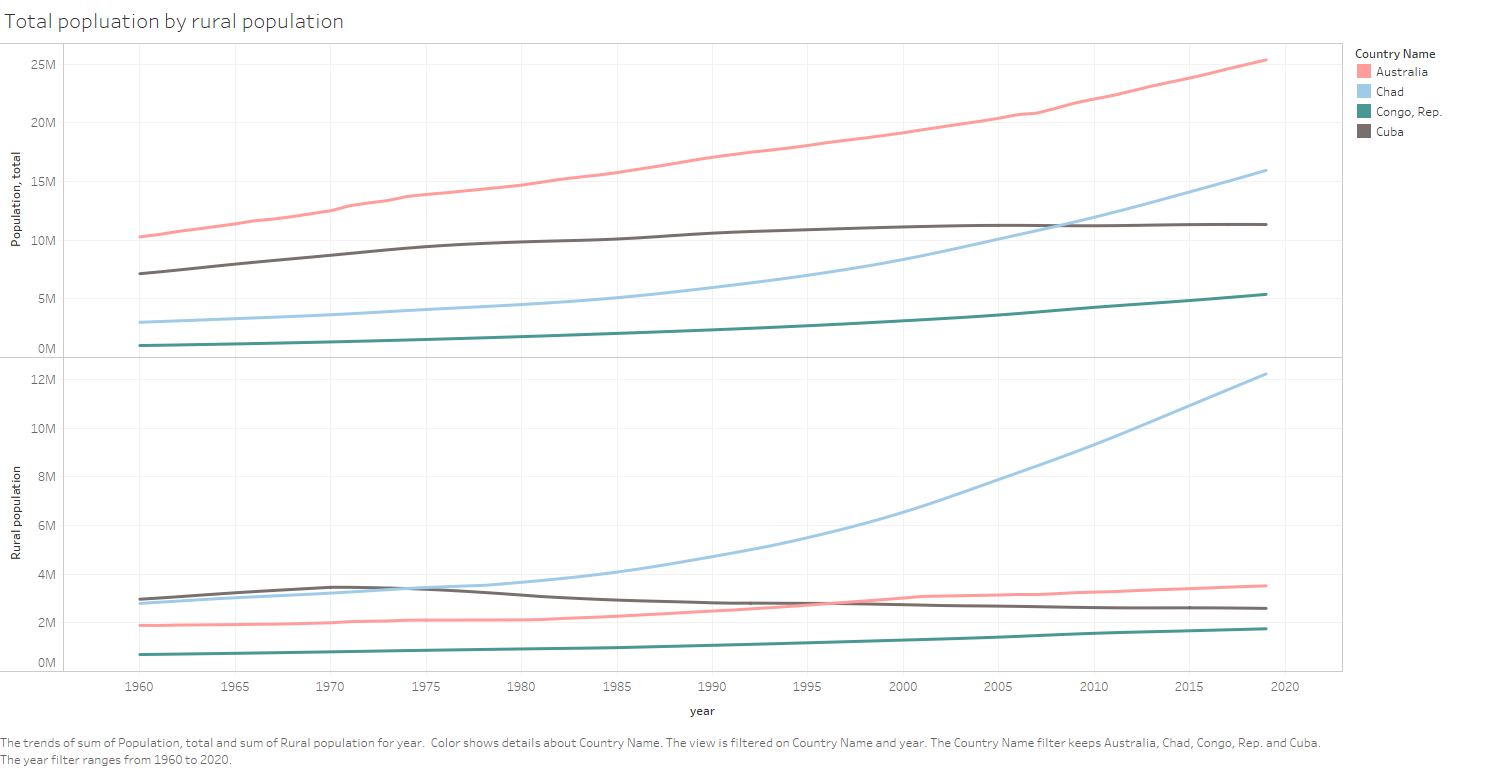 Total popluation by rural population
Country Name
Australia
Chad
Congo, Rep.
Cuba
Population, total
25M
20M
15M
10M
5M
0M
Rural population
12M
10M
8M
6M
4M
2M
0M
1960 1965 1970 1975 1980 1985 1990 1995 2000 2005 2010 2015 2020
year
The trends of sum of Population, total and sum of Rural population for year.  Color shows details about Country Name. The view is filtered on Country Name and year. The Country Name filter keeps Australia, Chad, Congo, Rep. and Cuba.
The year filter ranges from 1960 to 2020.